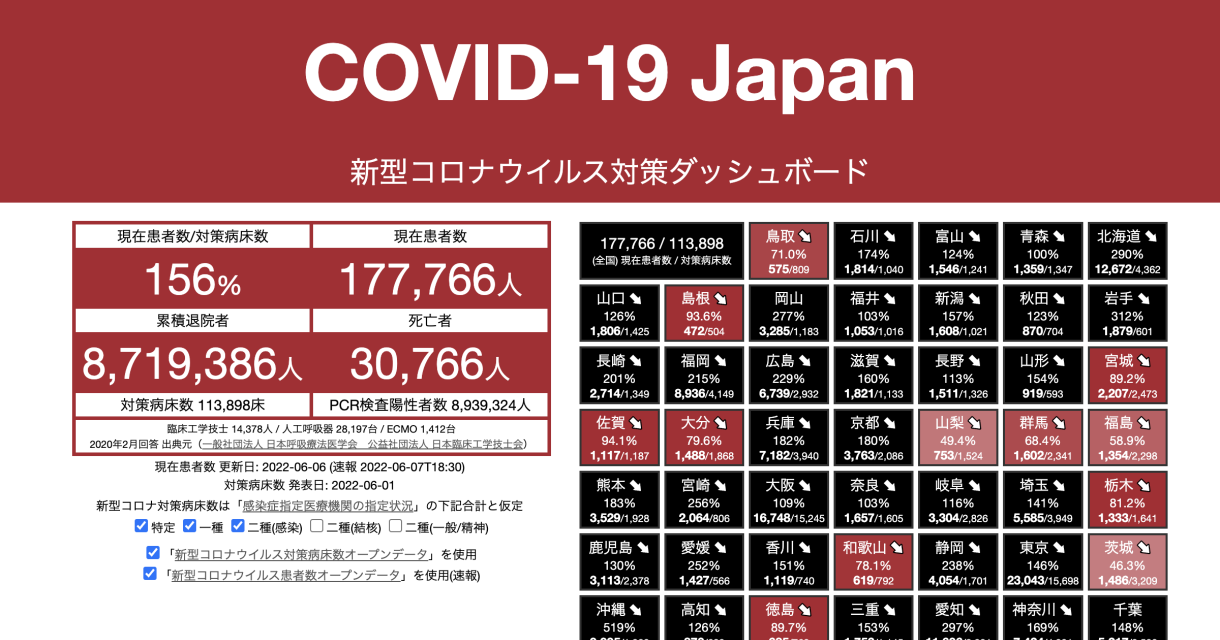 COVID-19 Japan
新型コロナウイルス対策ダッシュボード
現在患者数/対策病床数
現在患者数
156%
177,766人
累積退院者
死亡者
8,719,386人
30,766人
対策病床数 113,898床
PCR検査陽性者数 8,939,324人
臨床工学技士 14,378人 / 人工呼吸器 28,197台 / ECMO 1,412台
2020年2月回答 出典元（一般社団法人 日本呼吸療法医学会　公益社団法人 日本臨床工学技士会）
現在患者数 更新日: 2022-06-06 (速報 2022-06-07T18:30)
対策病床数 発表日: 2022-06-01
新型コロナ対策病床数は「感染症指定医療機関の指定状況」の下記合計と仮定
特定 一種 二種(感染) 二種(結核) 二種(一般/精神)
「新型コロナウイルス対策病床数オープンデータ」を使用
「新型コロナウイルス患者数オープンデータ」を使用(速報)
177,766 / 113,898
(全国) 現在患者数 / 対策病床数
鳥取
71.0%
575/809
石川
174%
1,814/1,040
富山
124%
1,546/1,241
青森
100%
1,359/1,347
北海道
290%
12,672/4,362
山口
126%
1,806/1,425
島根
93.6%
472/504
岡山
277%
3,285/1,183
福井
103%
1,053/1,016
新潟
157%
1,608/1,021
秋田
123%
870/704
岩手
312%
1,879/601
長崎
201%
2,714/1,349
福岡
215%
8,936/4,149
広島
229%
6,739/2,932
滋賀
160%
1,821/1,133
長野
113%
1,511/1,326
山形
154%
919/593
宮城
89.2%
2,207/2,473
佐賀
94.1%
1,117/1,187
大分
79.6%
1,488/1,868
兵庫
182%
7,182/3,940
京都
180%
3,763/2,086
山梨
49.4%
753/1,524
群馬
68.4%
1,602/2,341
福島
58.9%
1,354/2,298
熊本
183%
3,529/1,928
宮崎
256%
2,064/806
大阪
109%
16,748/15,245
奈良
103%
1,657/1,605
岐阜
116%
3,304/2,826
埼玉
141%
5,585/3,949
栃木
81.2%
1,333/1,641
鹿児島
130%
3,113/2,378
愛媛
252%
1,427/566
香川
151%
1,119/740
和歌山
78.1%
619/792
静岡
238%
4,054/1,701
東京
146%
23,043/15,698
茨城
46.3%
1,486/3,209
沖縄
519%
高知
126%
徳島
89.7%
三重
153%
愛知
297%
神奈川
169%
千葉
148%